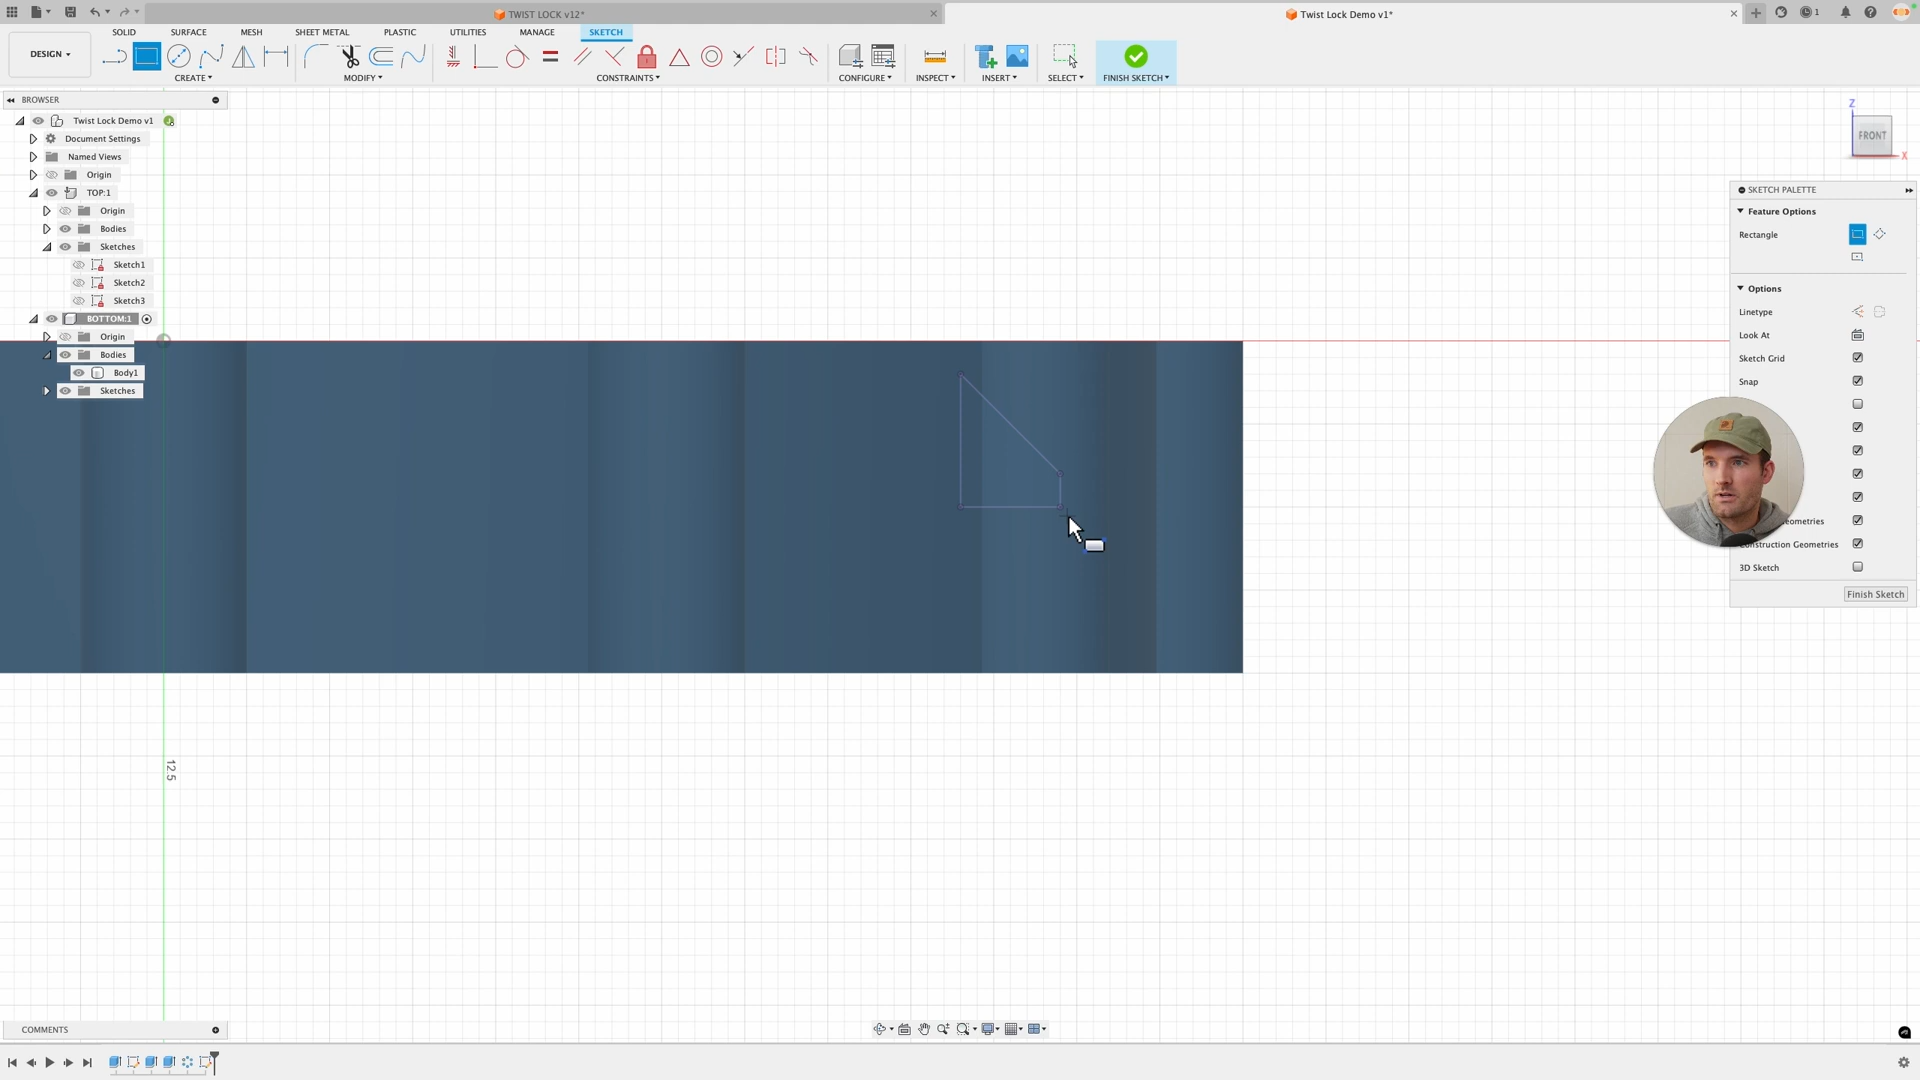 TWIST LOCK v12*
Twist Lock Demo v1*
1
DESIGN
SOLID
SURFACE
MESH
SHEET METAL
PLASTIC
UTILITIES
MANAGE
SKETCH
CREATE
MODIFY
CONSTRAINTS
CONFIGURE
INSPECT
INSERT
SELECT
FINISH SKETCH
BROWSER
Twist Lock Demo v1
Document Settings
Named Views
Origin
TOP:1
Origin
Bodies
Sketches
Sketch1
Sketch2
Sketch3
BOTTOM:1
Origin
Bodies
Body1
Sketches
12.5
Z
FRONT
X
SKETCH PALETTE
Feature Options
Rectangle
Options
Linetype
Look At
Sketch Grid
Snap
eometries
Construction Geometries
3D Sketch
Finish Sketch
COMMENTS